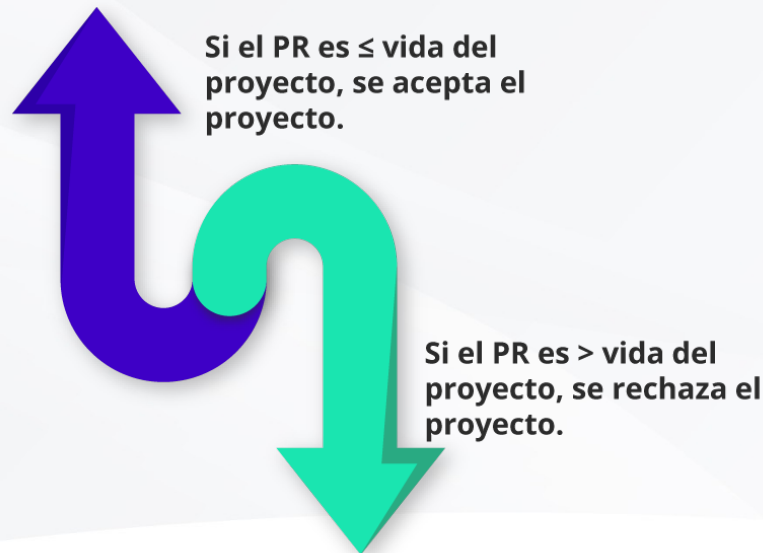 Si el PR es ≤ vida del
proyecto, se acepta el
proyecto.
Si el PR es > vida del
proyecto, se rechaza el
proyecto.